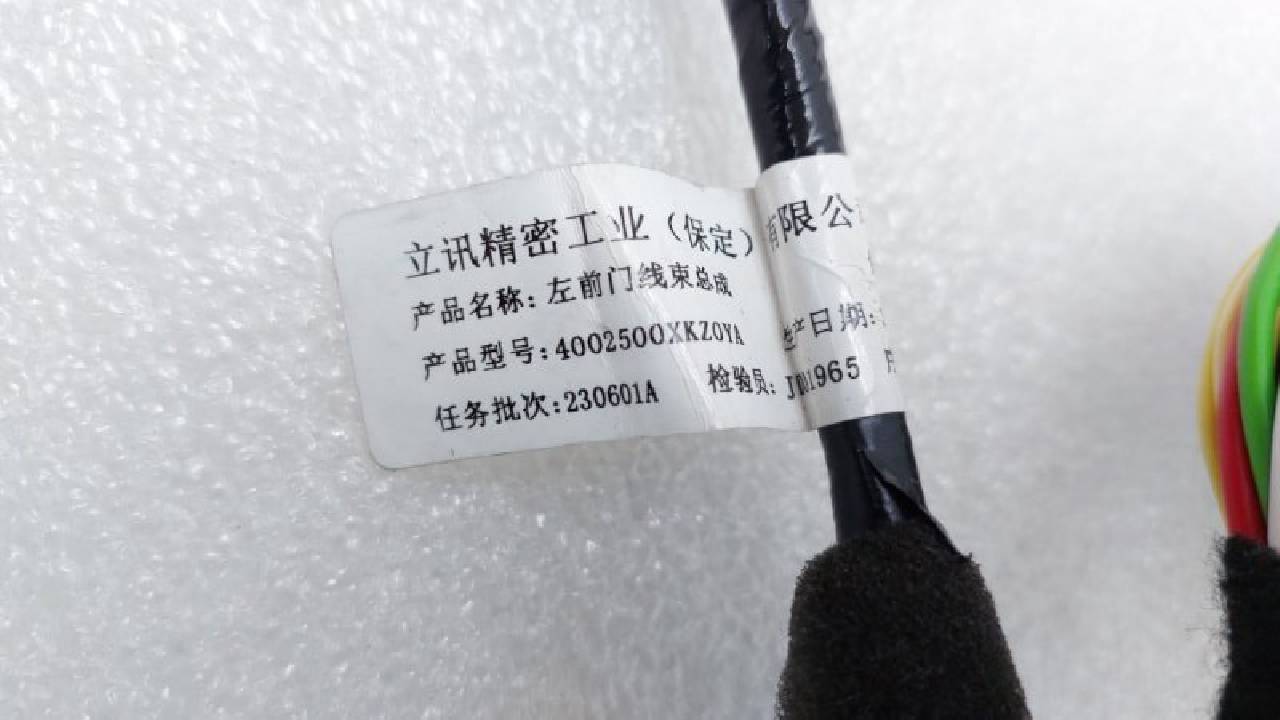 立讯精密工业（保定）有限公
产品名称：左前门线束总成
产品型号：4002500XKZ0YA 生产日期：
任务批次：230601A 检验员：